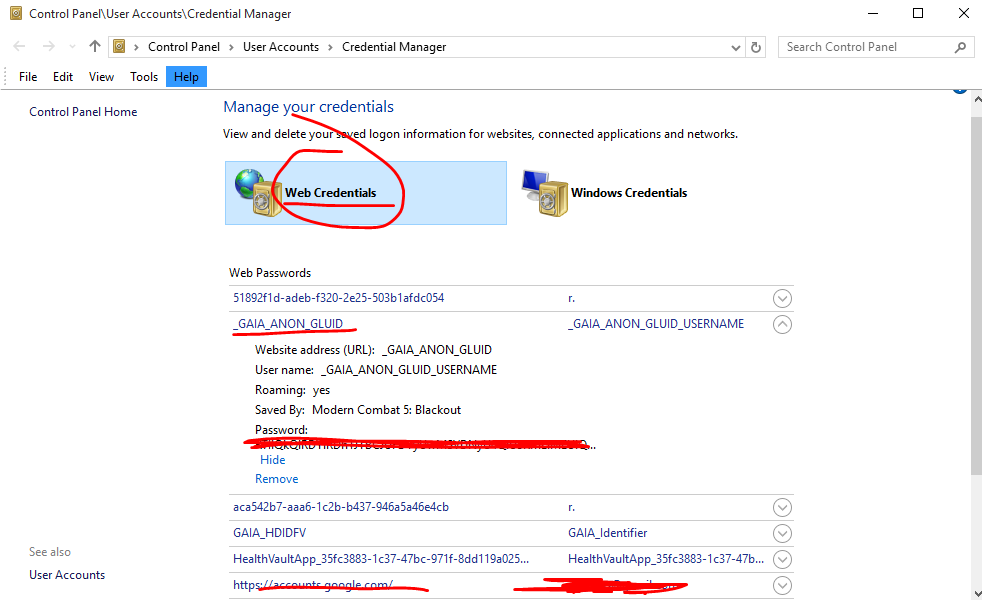 Control Panel\User Accounts\Credential Manager
Control Panel > User Accounts > Credential Manager
Search Control Panel
File Edit View Tools Help
Control Panel Home
Manage your credentials
View and delete your saved logon information for websites, connected applications and networks.
Web Credentials
Windows Credentials
Web Passwords
51892f1d-adeb-f320-2e25-503b1afdc054 r.
_GAIA_ANON_GLUID _GAIA_ANON_GLUID_USERNAME
Website address (URL): _GAIA_ANON_GLUID
User name: _GAIA_ANON_GLUID_USERNAME
Roaming: yes
Saved By: Modern Combat 5: Blackout
Password:
Hide
Remove
aca542b7-aaa6-1c2b-b437-946a5a46e4cb r.
GAIA_HDIDFV GAIA_Identifier
HealthVaultApp_35fc3883-1c37-47bc-971f-8dd119a025... HealthVaultApp_35fc3883-1c37-47b...
https://accounts.google.com/
See also
User Accounts